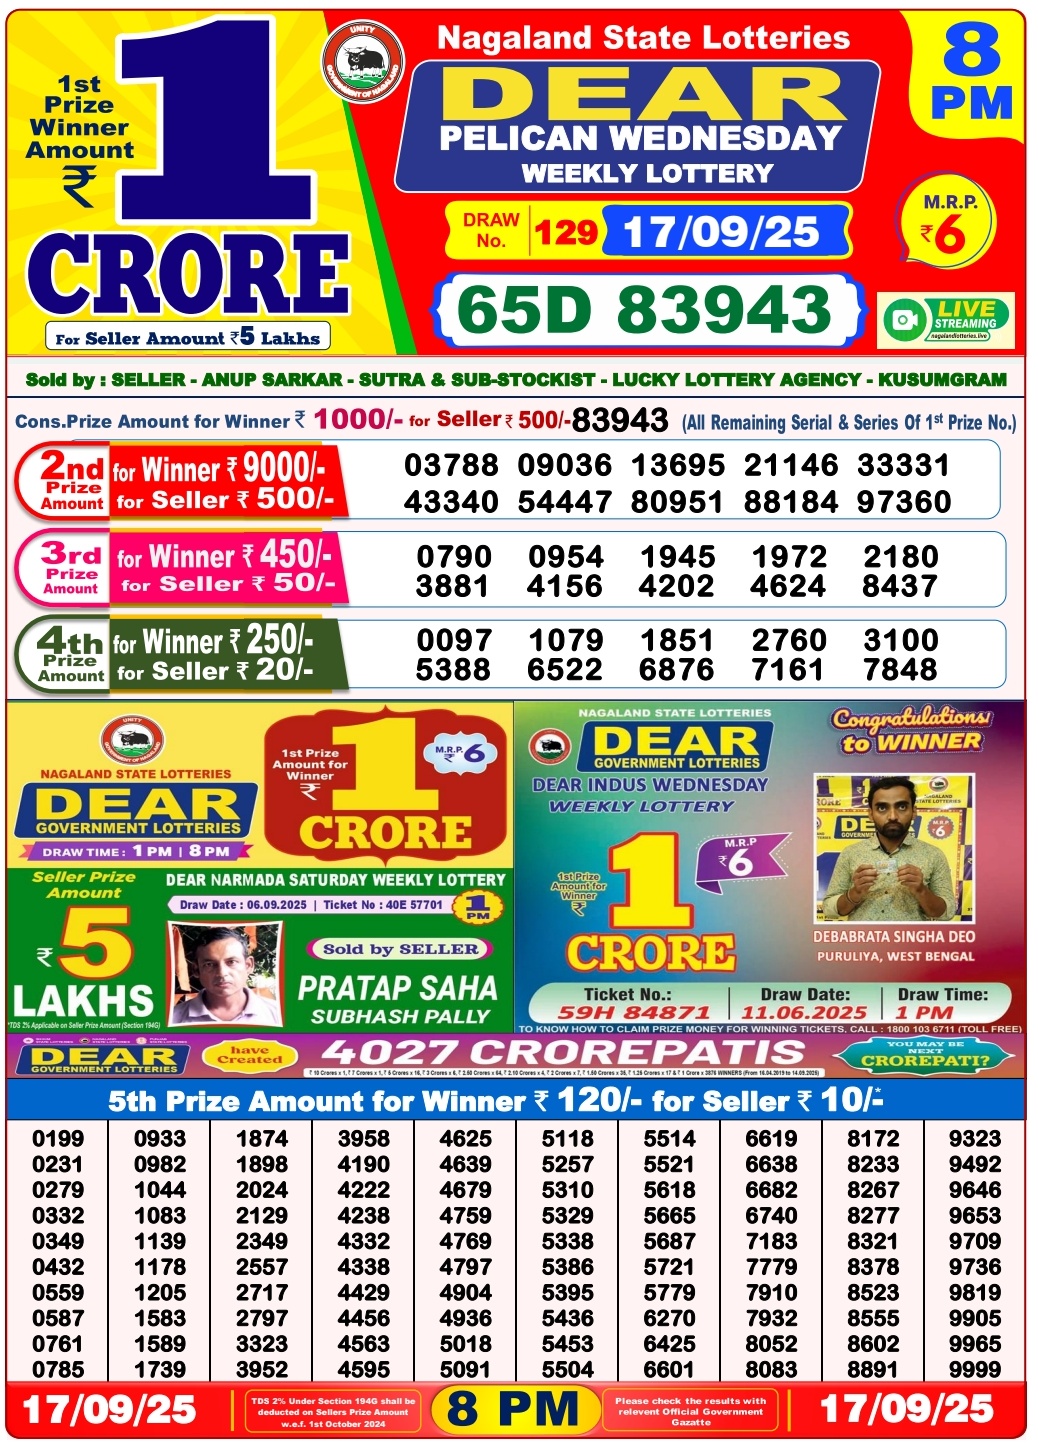 1st
Prize
Winner
Amount
₹
1
CRORE
For Seller Amount ₹5 Lakhs
UNITY
GOVERNMENT OF NAGALAND
Nagaland State Lotteries
DEAR
PELICAN WEDNESDAY
WEEKLY LOTTERY
8
PM
DRAW
No.
129
17/09/25
M.R.P.
₹6
65D 83943
LIVE
STREAMING
nagalandlotteries.live
Sold by : SELLER - ANUP SARKAR - SUTRA & SUB-STOCKIST - LUCKY LOTTERY AGENCY - KUSUMGRAM
Cons.Prize Amount for Winner ₹ 1000/- for Seller ₹ 500/- 83943 (All Remaining Serial & Series Of 1st Prize No.)
2nd
Prize
Amount
for Winner ₹ 9000/-
for Seller ₹ 500/-
03788 09036 13695 21146 33331
43340 54447 80951 88184 97360
3rd
Prize
Amount
for Winner ₹ 450/-
for Seller ₹ 50/-
0790 0954 1945 1972 2180
3881 4156 4202 4624 8437
4th
Prize
Amount
for Winner ₹ 250/-
for Seller ₹ 20/-
0097 1079 1851 2760 3100
5388 6522 6876 7161 7848
UNITY
NAGALAND STATE LOTTERIES
DEAR
GOVERNMENT LOTTERIES
DRAW TIME : 1 PM | 8 PM
1st Prize
Amount for
Winner
₹
1
CRORE
M.R.P.
₹ 6
Seller Prize
Amount
₹ 5
LAKHS
*TDS 2% Applicable on Seller Prize Amount (Section 194G)
DEAR NARMADA SATURDAY WEEKLY LOTTERY
Draw Date : 06.09.2025 | Ticket No : 40E 57701
1
PM
Sold by SELLER
PRATAP SAHA
SUBHASH PALLY
NAGALAND STATE LOTTERIES
DEAR
GOVERNMENT LOTTERIES
DEAR INDUS WEDNESDAY
WEEKLY LOTTERY
Congratulations!
to WINNER
1st Prize
Amount for
Winner
₹
1
CRORE
M.R.P
₹6
DEBABRATA SINGHA DEO
PURULIYA, WEST BENGAL
Ticket No.:
59H 84871
Draw Date:
11.06.2025
Draw Time:
1 PM
TO KNOW HOW TO CLAIM PRIZE MONEY FOR WINNING TICKETS, CALL : 1800 103 6711 (TOLL FREE)
DEAR
GOVERNMENT LOTTERIES
have
Created
4027 CROREPATIS
YOU MAY BE
NEXT
CROREPATI?
5th Prize Amount for Winner ₹ 120/- for Seller ₹ 10/-*
0199 0933 1874 3958 4625 5118 5514 6619 8172 9323
0231 0982 1898 4190 4639 5257 5521 6638 8233 9492
0279 1044 2024 4222 4679 5310 5618 6682 8267 9646
0332 1083 2129 4238 4759 5329 5665 6740 8277 9653
0349 1139 2349 4332 4769 5338 5687 7183 8321 9709
0432 1178 2557 4338 4797 5386 5721 7779 8378 9736
0559 1205 2717 4429 4904 5395 5779 7910 8523 9819
0587 1583 2797 4456 4936 5436 6270 7932 8555 9905
0761 1589 3323 4563 5018 5453 6425 8052 8602 9965
0785 1739 3952 4595 5091 5504 6601 8083 8891 9999
17/09/25
TDS 2% Under Section 194G shall be
deducted on Sellers Prize Amount
w.e.f. 1st October 2024
8 PM
Please check the results with
relevent Official Government
Gazatte
17/09/25